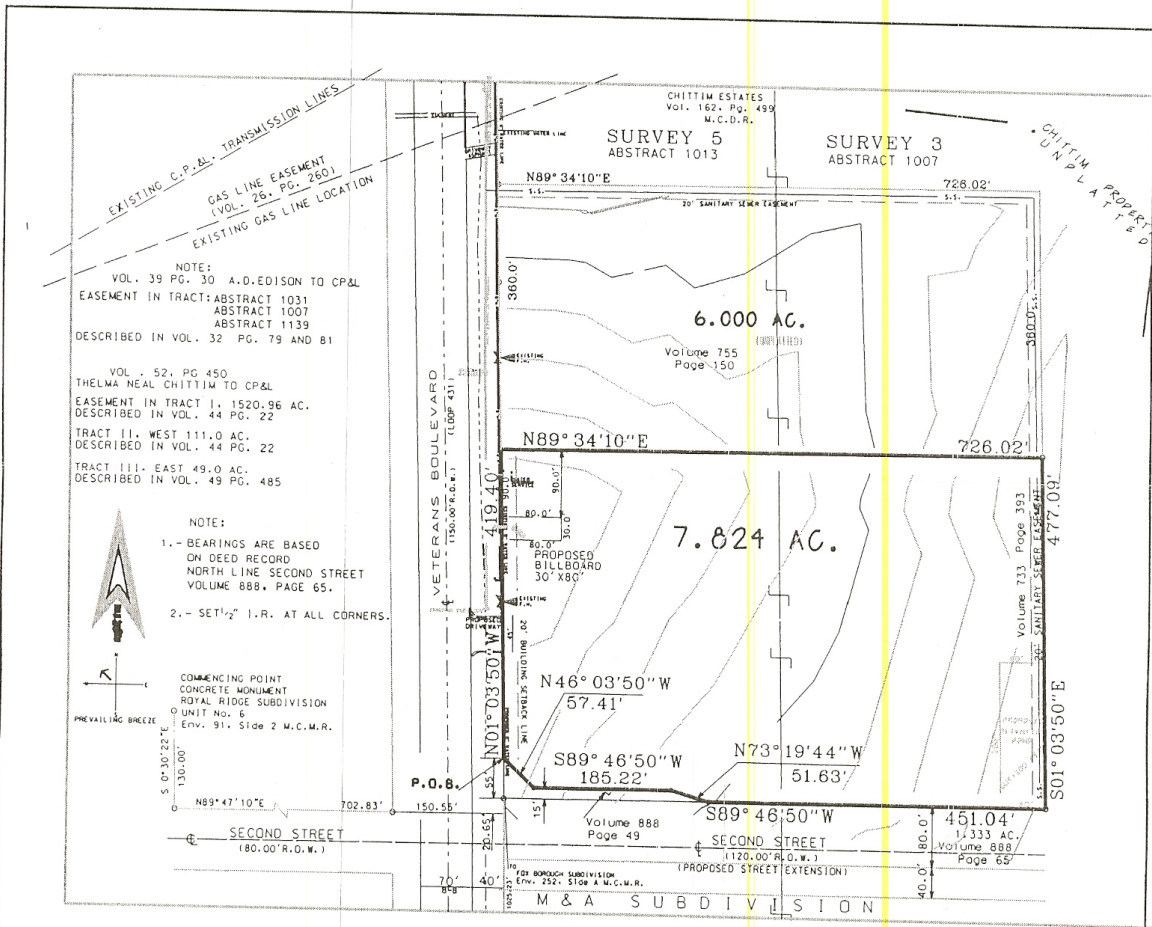 CHITTIM ESTATES
Vol. 162. Pg. 499
M.C.D.R.
SURVEY 5
ABSTRACT 1013
SURVEY 3
ABSTRACT 1007
CHITTIM PROPERTY
UNPLATTED
EXISTING C.P.&L. TRANSMISSION LINES
GAS LINE EASEMENT
(VOL. 26. PG. 260)
EXISTING GAS LINE LOCATION
EXISTING WATER LINE
N89° 34'10"E
726.02'
S.S.
S.S.
20' SANITARY SEWER EASEMENT
NOTE:
VOL. 39 PG. 30 A.D.EDISON TO CP&L
EASEMENT IN TRACT: ABSTRACT 1031
ABSTRACT 1007
ABSTRACT 1139
DESCRIBED IN VOL. 32 PG. 79 AND 81
VOL . 52. PG 450
THELMA NEAL CHITTIM TO CP&L
EASEMENT IN TRACT I. 1520.96 AC.
DESCRIBED IN VOL. 44 PG. 22
TRACT II. WEST 111.0 AC.
DESCRIBED IN VOL. 44 PG. 22
TRACT III- EAST 49.0 AC.
DESCRIBED IN VOL. 49 PG. 485
360.0'
360.0'
S.S.
6.000 AC.
(UNPLATTED)
Volume 755
Page 150
EXISTING
F.H.
VETERANS BOULEVARD
(LOOP 431)
(150.00'R.O.W.)
N89° 34'10"E
726.02'
419.40'
90.0'
90.0'
WATER
SERVICE
80.0'
30.0'
80.0'
PROPOSED
BILLBOARD
30'X80'
7.824 AC.
Volume 733 Page 393
20' SANITARY SEWER EASEMENT
477.09'
NOTE:
1.- BEARINGS ARE BASED
ON DEED RECORD
NORTH LINE SECOND STREET
VOLUME 888. PAGE 65.
2.- SET 1/2" I.R. AT ALL CORNERS.
EXISTING
F.H.
PROPOSED
DRIVEWAY
45'
20' BUILDING SETBACK LINE
N01° 03'50"W
N46° 03'50"W
57.41'
S01° 03'50"E
S.S.
PREVAILING BREEZE
COMMENCING POINT
CONCRETE MONUMENT
ROYAL RIDGE SUBDIVISION
UNIT No. 6
Env. 91. Side 2 M.C.M.R.
S 0°30'22"E
130.00'
P.O.B.
55'
S89° 46'50"W
185.22'
N73° 19'44"W
51.63'
N89°47'10"E
702.83'
150.55'
15'
S89° 46'50"W
451.04'
Volume 888
Page 49
1.333 AC.
Volume 888
Page 65
SECOND STREET
(80.00'R.O.W.)
20.65'
SECOND STREET
(120.00'R.O.W.)
(PROPOSED STREET EXTENSION)
80.0'
40.0'
70'
B-B
40'
TO
FOX BOROUGH SUBDIVISION
Env. 252. Side A M.C.M.R.
1025.23'
M&A SUBDIVISION